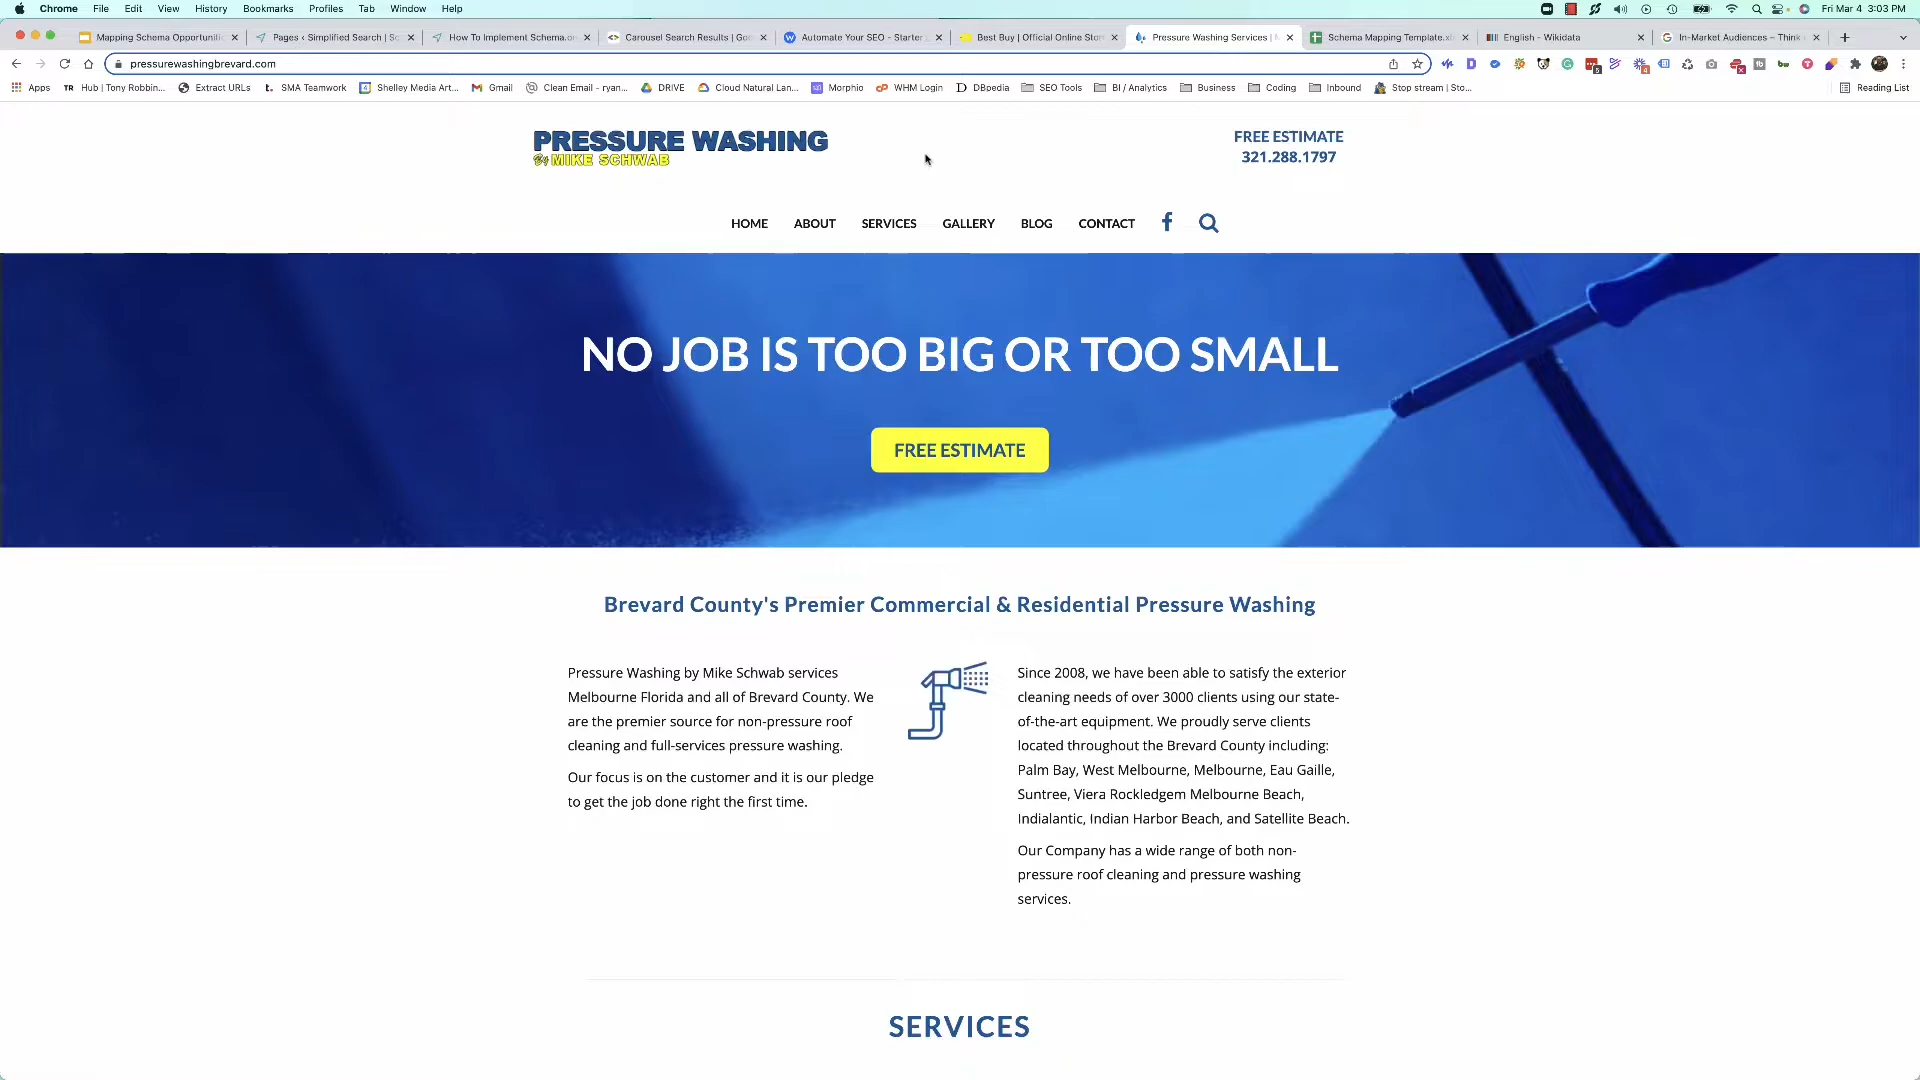 Chrome File Edit View History Bookmarks Profiles Tab Window Help
Fri Mar 4 3:03 PM
Mapping Schema Opportuniti
Pages ‹ Simplified Search | Sc
How To Implement Schema.or
Carousel Search Results | Goo
Automate Your SEO - Starter
Best Buy | Official Online Stor
Pressure Washing Services |
Schema Mapping Template.xl
English - Wikidata
In-Market Audiences – Think
pressurewashingbrevard.com
Apps
TR Hub | Tony Robbin...
Extract URLs
t. SMA Teamwork
Shelley Media Art...
Gmail
Clean Email - ryan...
DRIVE
Cloud Natural Lan...
Morphio
WHM Login
DBpedia
SEO Tools
BI / Analytics
Business
Coding
Inbound
Stop stream | Sto...
Reading List
PRESSURE WASHING
By MIKE SCHWAB
FREE ESTIMATE
321.288.1797
HOME ABOUT SERVICES GALLERY BLOG CONTACT
NO JOB IS TOO BIG OR TOO SMALL
FREE ESTIMATE
Brevard County's Premier Commercial & Residential Pressure Washing
Pressure Washing by Mike Schwab services
Melbourne Florida and all of Brevard County. We
are the premier source for non-pressure roof
cleaning and full-services pressure washing.
Our focus is on the customer and it is our pledge
to get the job done right the first time.
Since 2008, we have been able to satisfy the exterior
cleaning needs of over 3000 clients using our state-
of-the-art equipment. We proudly serve clients
located throughout the Brevard County including:
Palm Bay, West Melbourne, Melbourne, Eau Gaille,
Suntree, Viera Rockledgem Melbourne Beach,
Indialantic, Indian Harbor Beach, and Satellite Beach.
Our Company has a wide range of both non-
pressure roof cleaning and pressure washing
services.
SERVICES